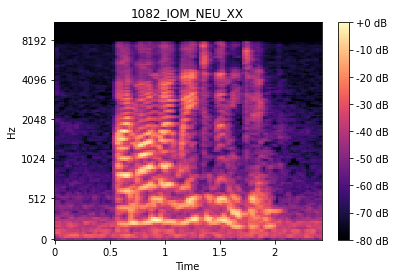 1082_IOM_NEU_XX
8192
4096
2048
1024
512
0
Hz
0
0.5
1
1.5
2
Time
+0 dB
-10 dB
-20 dB
-30 dB
-40 dB
-50 dB
-60 dB
-70 dB
-80 dB